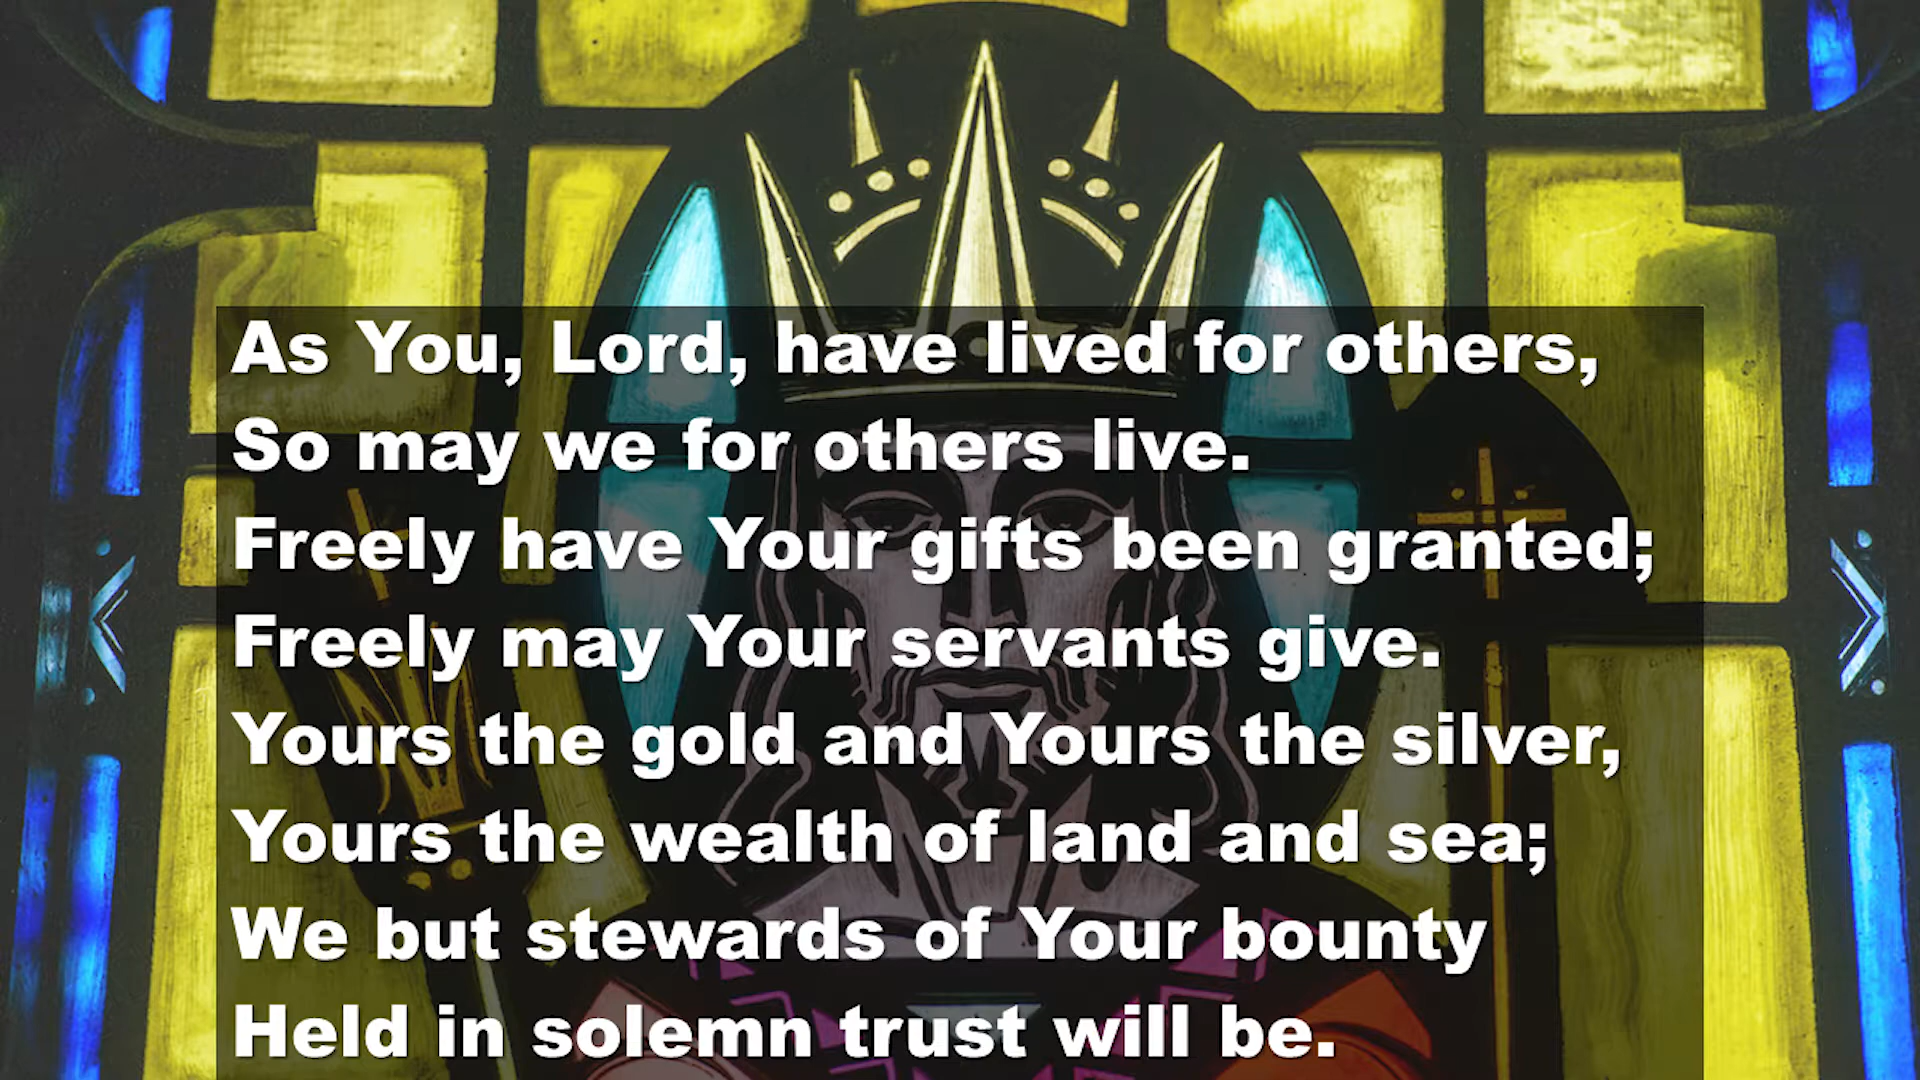 As You, Lord, have lived for others,
So may we for others live.
Freely have Your gifts been granted;
Freely may Your servants give.
Yours the gold and Yours the silver,
Yours the wealth of land and sea;
We but stewards of Your bounty
Held in solemn trust will be.